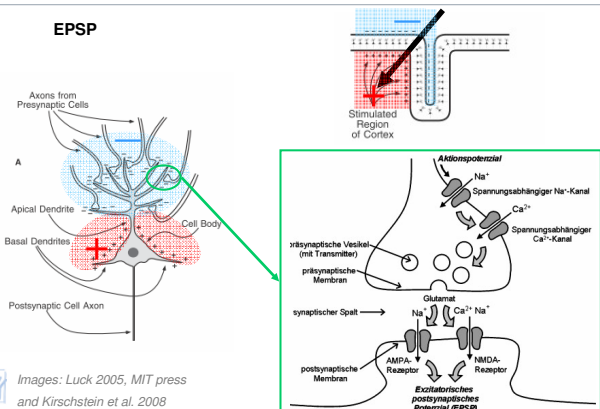 EPSP
Stimulated
Region
of Cortex
Axons from
Presynaptic Cells
A
Apical Dendrite
Cell Body
Basal Dendrites
Postsynaptic Cell Axon
Aktionspotenzial
Na⁺
Spannungsabhängiger Na⁺-Kanal
Ca²⁺
Spannungsabhängiger
Ca²⁺-Kanal
präsynaptische Vesikel
(mit Transmitter)
präsynaptische
Membran
Glutamat
synaptischer Spalt
Na⁺
Ca²⁺ Na⁺
postsynaptische
Membran
AMPA-
Rezeptor
NMDA-
Rezeptor
Exzitatorisches
postsynaptisches
Potenzial (EPSP)
Images: Luck 2005, MIT press
and Kirschstein et al. 2008